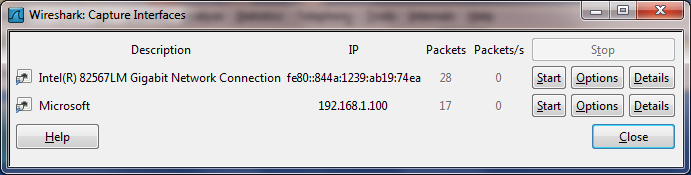 Wireshark: Capture Interfaces
Description IP Packets Packets/s Stop
Intel(R) 82567LM Gigabit Network Connection fe80::844a:1239:ab19:74ea 28 0 Start Options Details
Microsoft 192.168.1.100 17 0 Start Options Details
Help Close